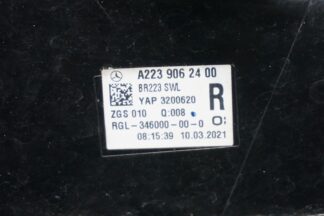 A223 906 24 00
BR223 SWL
YAP 3200620
R
ZGS 010 Q:008
RGL-346000-00-0 O:
08.15:39 10.03.2021